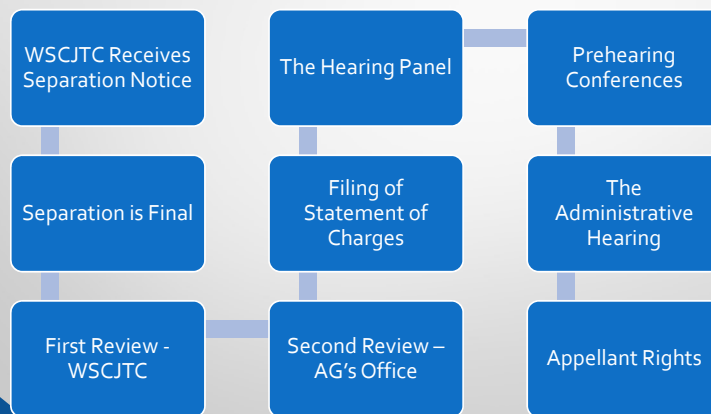 WSCJTC Receives
Separation Notice
Separation is Final
First Review -
WSCJTC
Second Review –
AG's Office
Filing of
Statement of
Charges
The Hearing Panel
Prehearing
Conferences
The
Administrative
Hearing
Appellant Rights